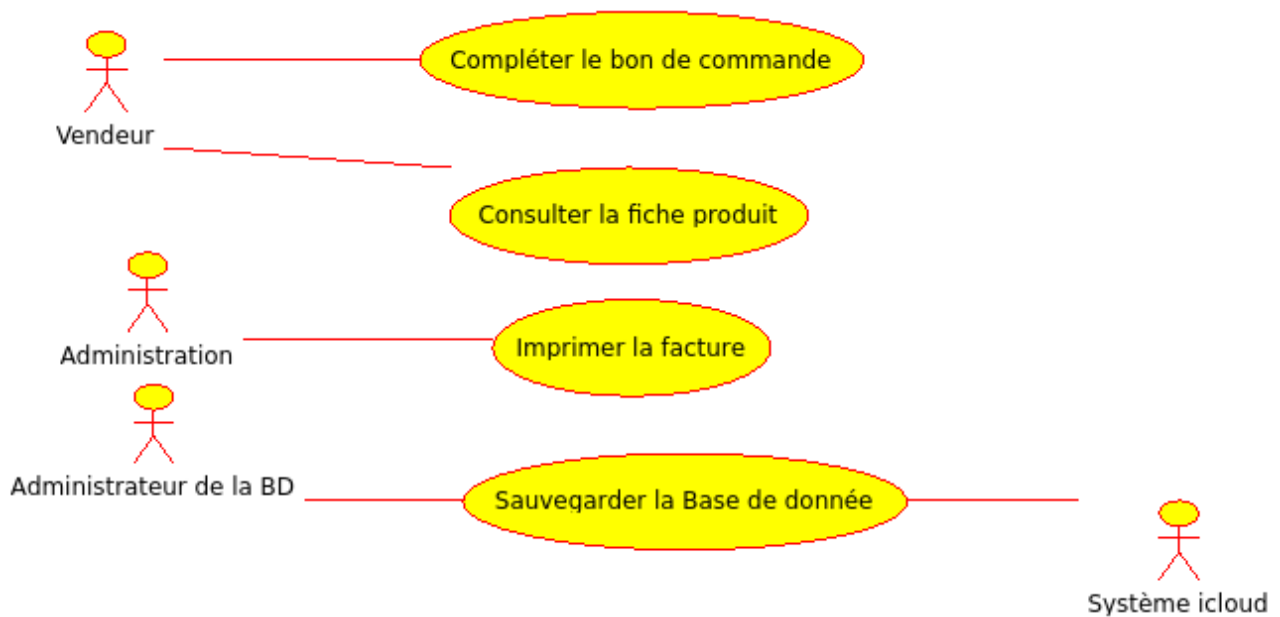 Compléter le bon de commande
Vendeur
Consulter la fiche produit
Imprimer la facture
Administration
Administrateur de la BD
Sauvegarder la Base de donnée
Système icloud